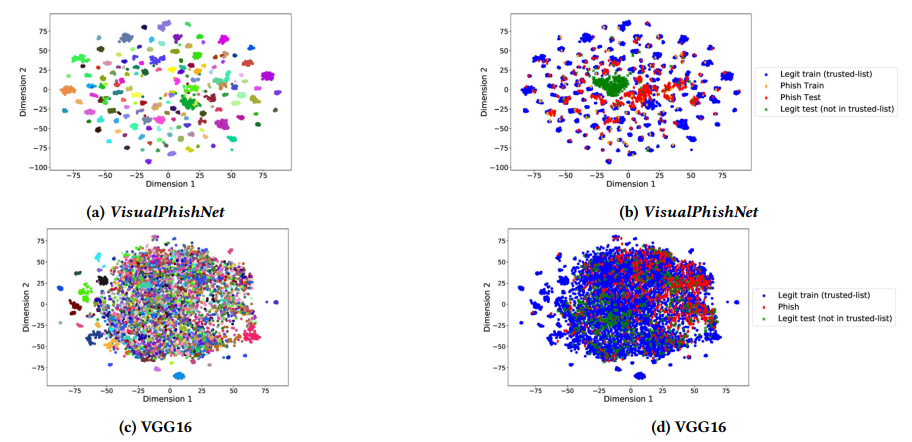 75
50
25
0
−25
−50
−75
−100
Dimension 2
−75 −50 −25 0 25 50 75
Dimension 1
(a) VisualPhishNet
75
50
25
0
−25
−50
−75
−100
Dimension 2
−75 −50 −25 0 25 50 75
Dimension 1
Legit train (trusted-list)
Phish Train
Phish Test
Legit test (not in trusted-list)
(b) VisualPhishNet
75
50
25
0
−25
−50
−75
Dimension 2
−75 −50 −25 0 25 50 75
Dimension 1
(c) VGG16
75
50
25
0
−25
−50
−75
Dimension 2
−75 −50 −25 0 25 50 75
Dimension 1
Legit train (trusted-list)
Phish
Legit test (not in trusted-list)
(d) VGG16